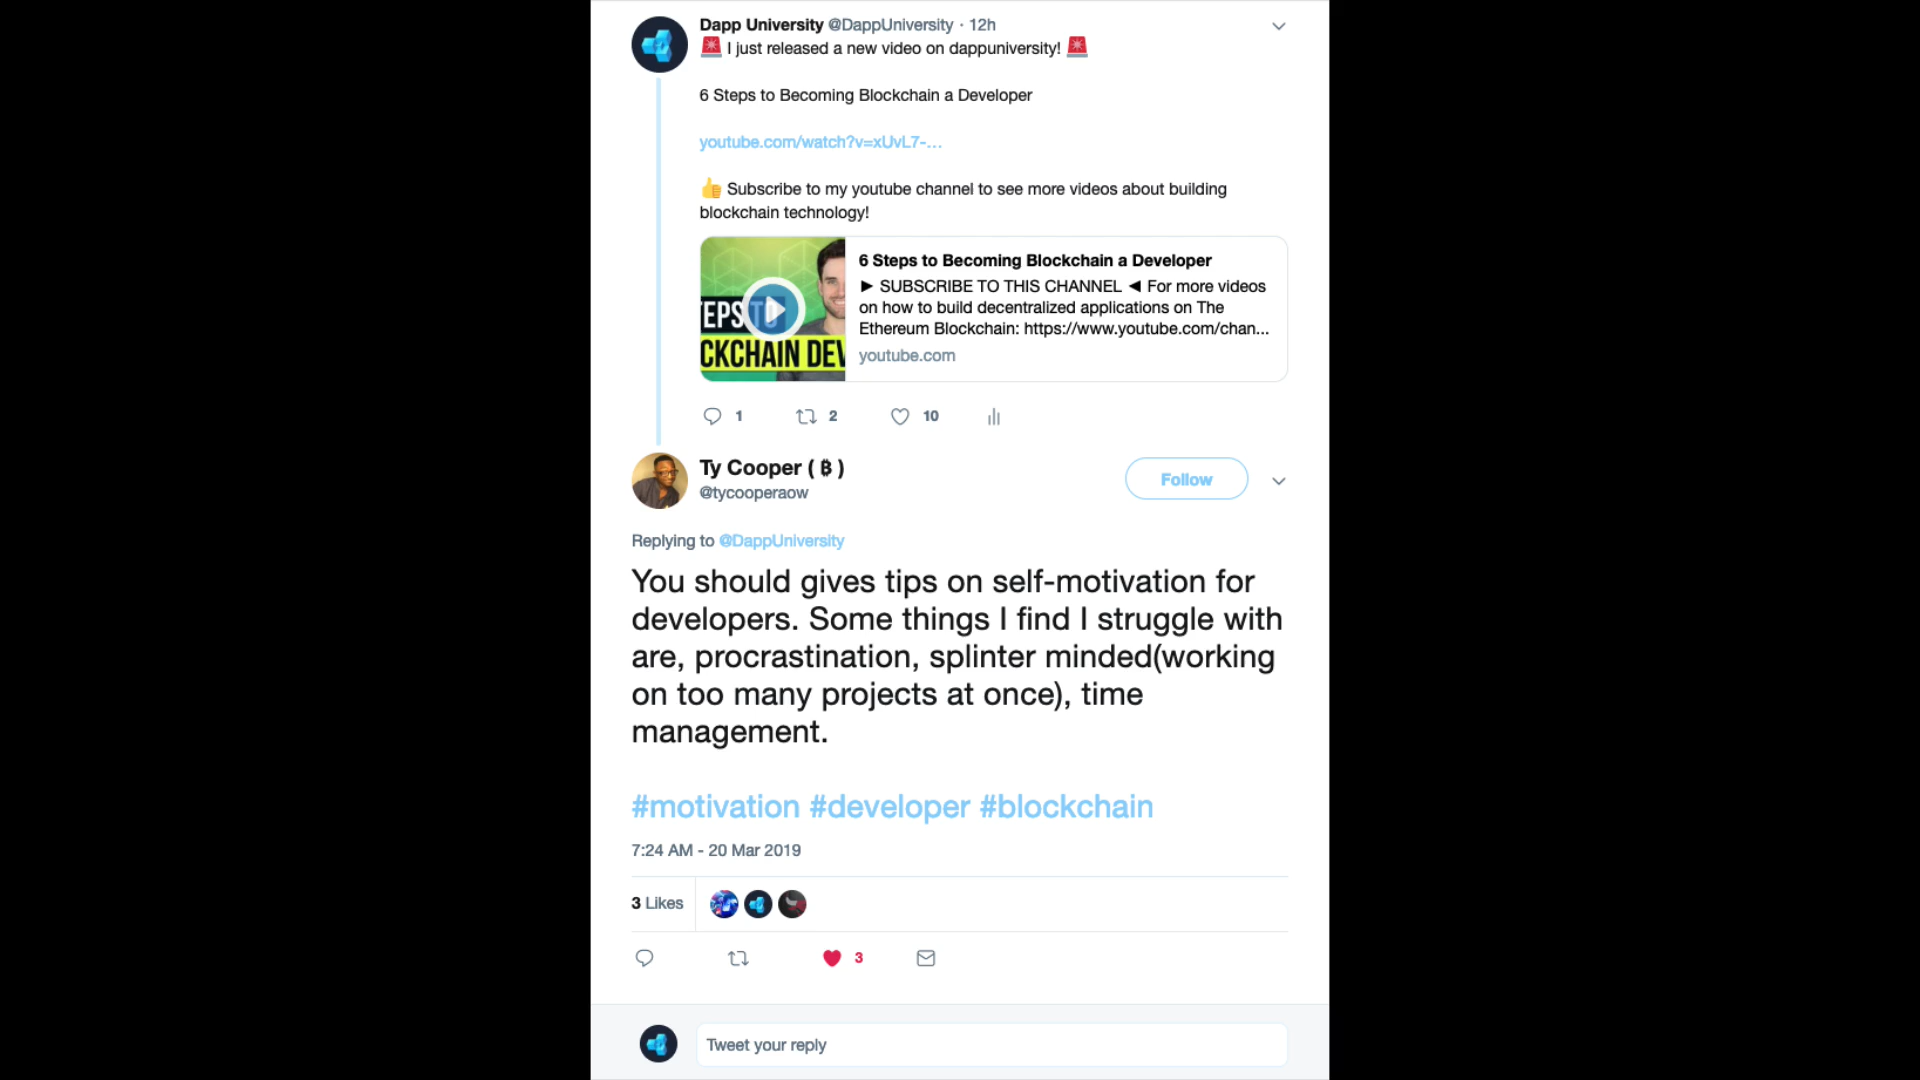 Dapp University @DappUniversity · 12h
🚨 I just released a new video on dappuniversity! 🚨
6 Steps to Becoming Blockchain a Developer
youtube.com/watch?v=xUvL7-...
👍 Subscribe to my youtube channel to see more videos about building
blockchain technology!
EPS TO
CKCHAIN DEV
6 Steps to Becoming Blockchain a Developer
► SUBSCRIBE TO THIS CHANNEL ◄ For more videos
on how to build decentralized applications on The
Ethereum Blockchain: https://www.youtube.com/chan...
youtube.com
1 2 10
Ty Cooper ( ₿ )
@tycooperaow
Follow
Replying to @DappUniversity
You should gives tips on self-motivation for
developers. Some things I find I struggle with
are, procrastination, splinter minded(working
on too many projects at once), time
management.
#motivation #developer #blockchain
7:24 AM - 20 Mar 2019
3 Likes
3
Tweet your reply